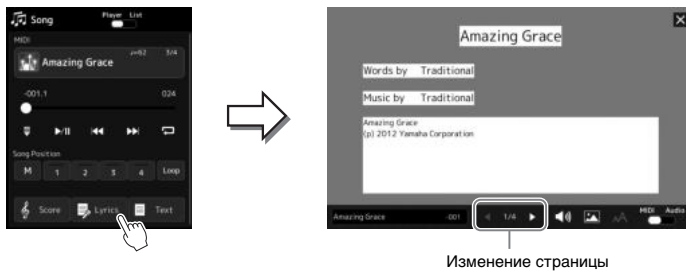 Song
Player List
MIDI
Amazing Grace
♩=62 3/4
-001.1 024
Song Position
M 1 2 3 4 Loop
Score Lyrics Text
Amazing Grace
Words by Traditional
Music by Traditional
Amazing Grace
(p) 2012 Yamaha Corporation
Amazing Grace -001 1/4 AA MIDI Audio
Изменение страницы